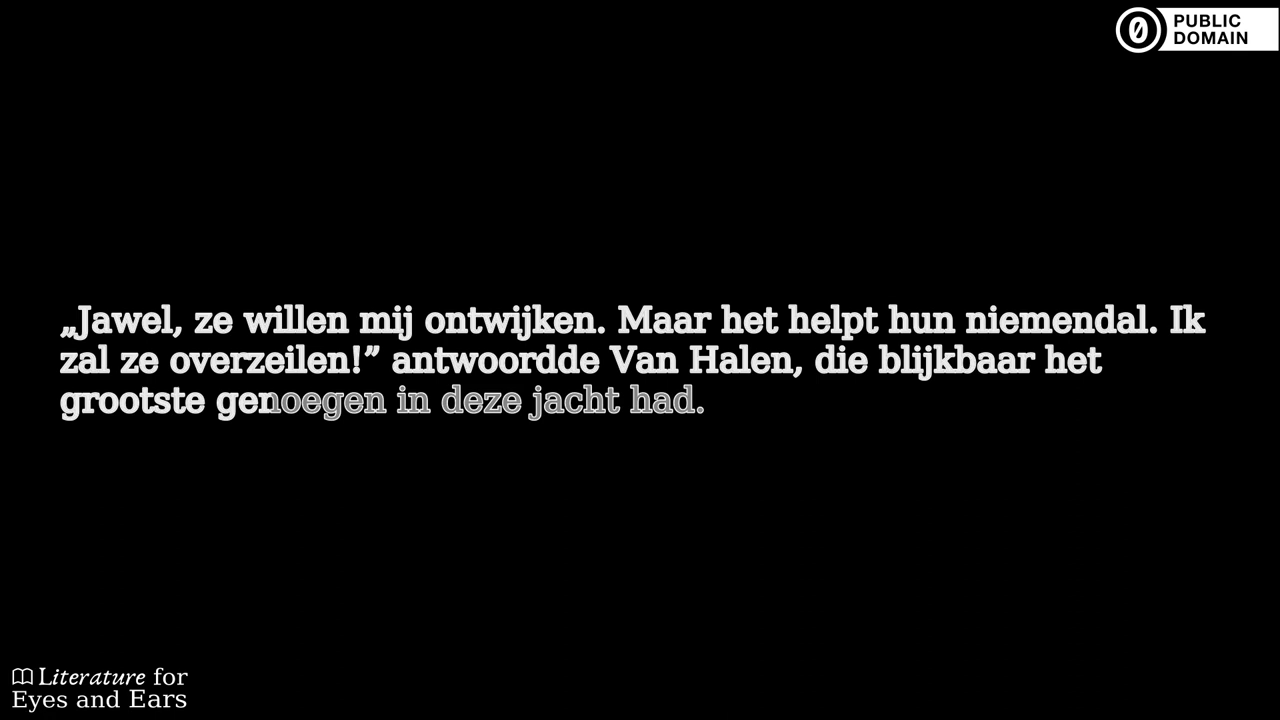 PUBLIC
DOMAIN
„Jawel, ze willen mij ontwijken. Maar het helpt hun niemendal. Ik
zal ze overzeilen!” antwoordde Van Halen, die blijkbaar het
grootste genoegen in deze jacht had.
Literature for
Eyes and Ears